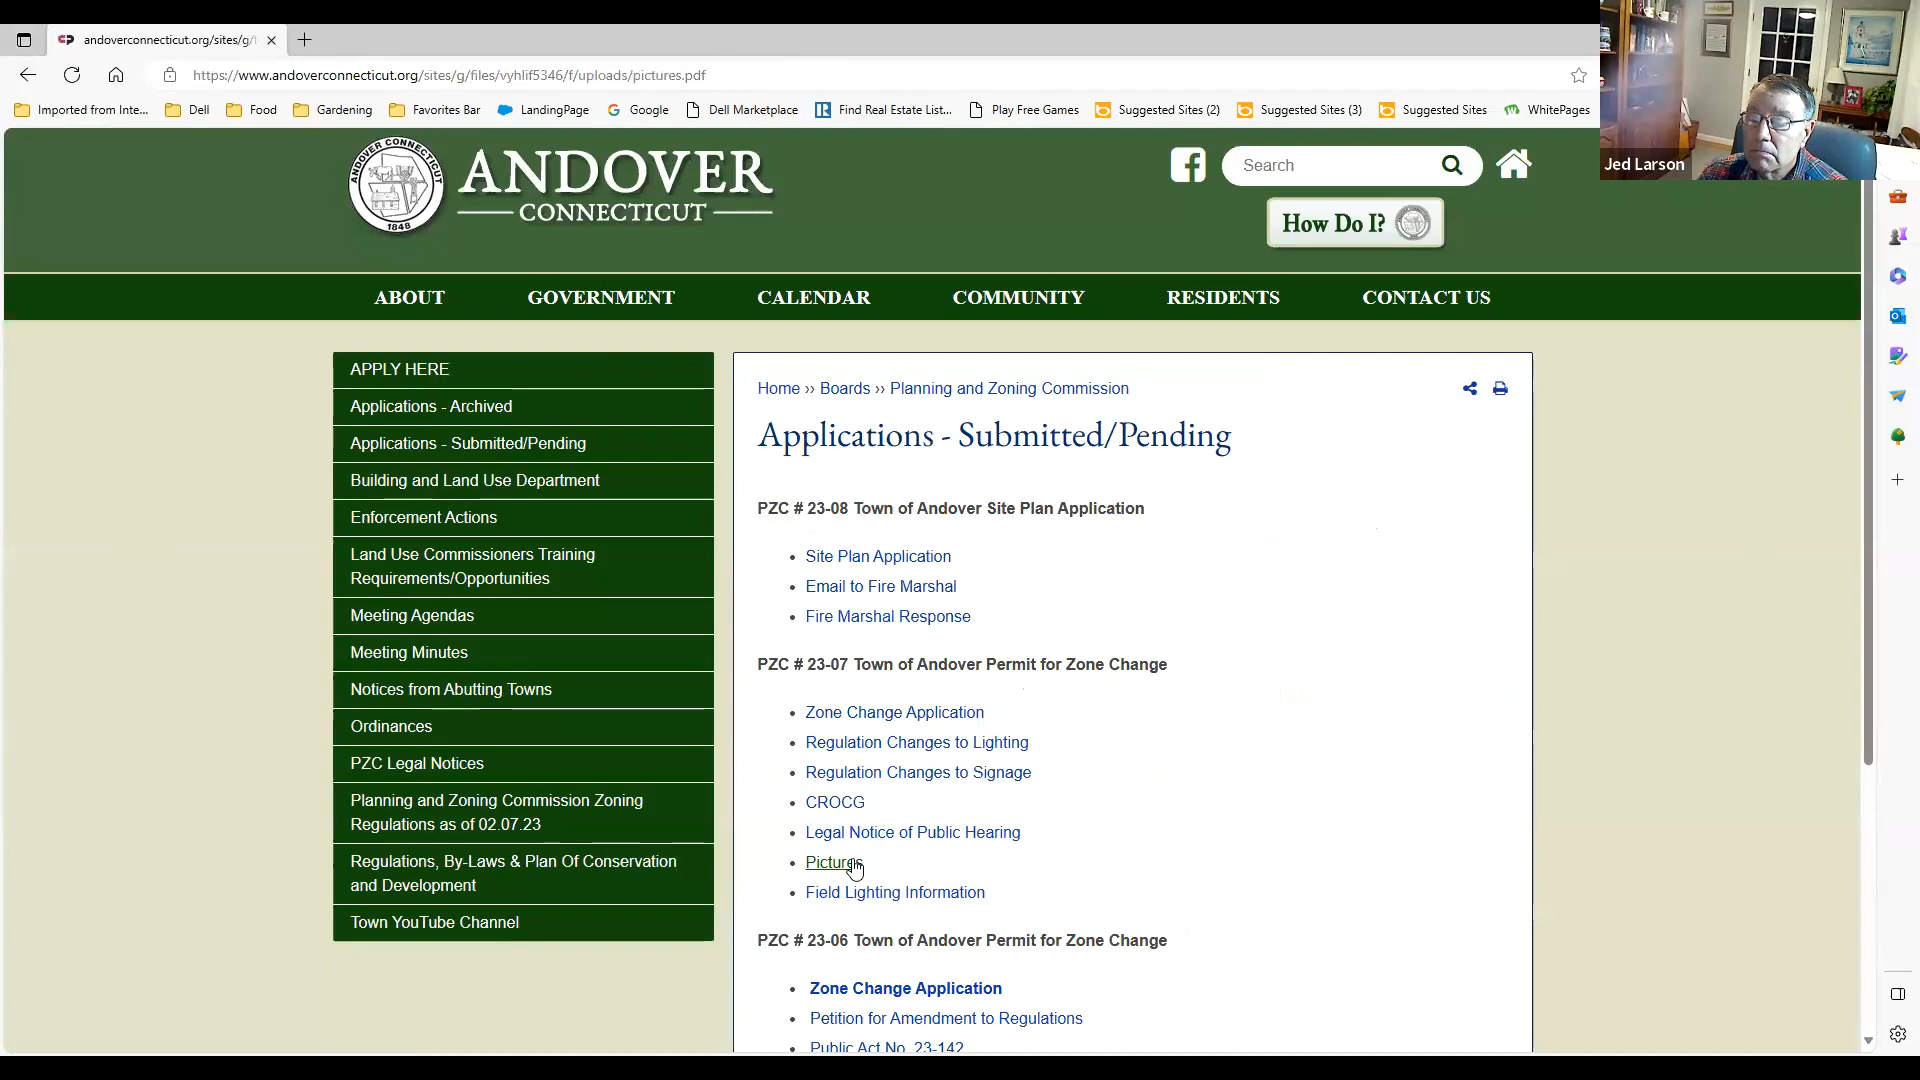 andoverconnecticut.org/sites/g/
https://www.andoverconnecticut.org/sites/g/files/vyhlif5346/f/uploads/pictures.pdf
Imported from Inte... Dell Food Gardening Favorites Bar LandingPage Google Dell Marketplace Find Real Estate List... Play Free Games Suggested Sites (2) Suggested Sites (3) Suggested Sites WhitePages
Jed Larson
ANDOVER CONNECTICUT
1848
ANDOVER
CONNECTICUT
Search
How Do I?
ABOUT GOVERNMENT CALENDAR COMMUNITY RESIDENTS CONTACT US
APPLY HERE
Applications - Archived
Applications - Submitted/Pending
Building and Land Use Department
Enforcement Actions
Land Use Commissioners Training
Requirements/Opportunities
Meeting Agendas
Meeting Minutes
Notices from Abutting Towns
Ordinances
PZC Legal Notices
Planning and Zoning Commission Zoning
Regulations as of 02.07.23
Regulations, By-Laws & Plan Of Conservation
and Development
Town YouTube Channel
Home ›› Boards ›› Planning and Zoning Commission
Applications - Submitted/Pending
PZC # 23-08 Town of Andover Site Plan Application
• Site Plan Application
• Email to Fire Marshal
• Fire Marshal Response
PZC # 23-07 Town of Andover Permit for Zone Change
• Zone Change Application
• Regulation Changes to Lighting
• Regulation Changes to Signage
• CROCG
• Legal Notice of Public Hearing
• Pictures
• Field Lighting Information
PZC # 23-06 Town of Andover Permit for Zone Change
• Zone Change Application
• Petition for Amendment to Regulations
• Public Act No. 23-142